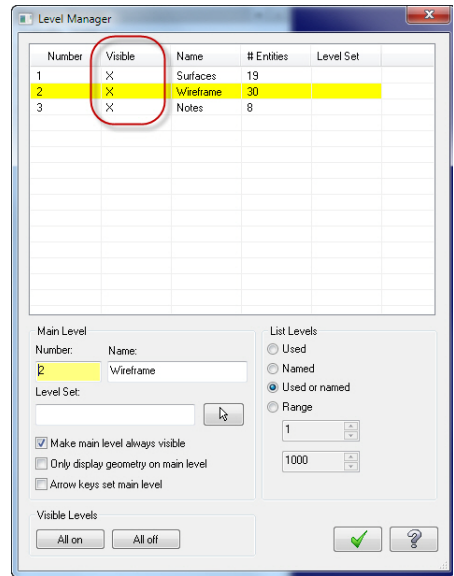 Level Manager
Number Visible Name # Entities Level Set
1 X Surfaces 19
2 X Wireframe 30
3 X Notes 8
Main Level
Number: Name:
2 Wireframe
Level Set:
Make main level always visible
Only display geometry on main level
Arrow keys set main level
List Levels
Used
Named
Used or named
Range
1
1000
Visible Levels
All on All off